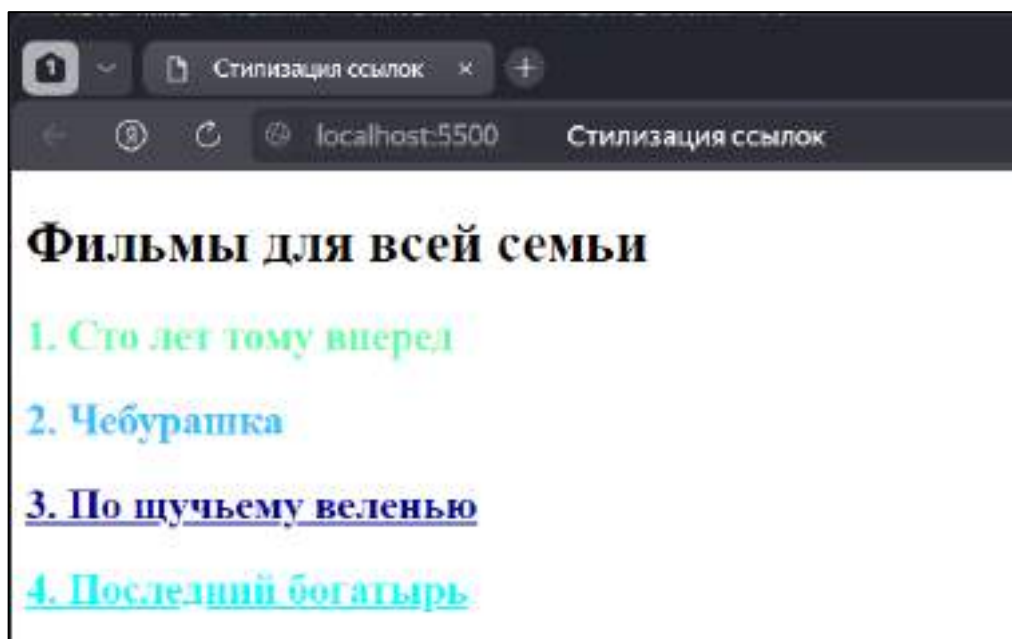 1 Стилизация ссылок × +
Я localhost:5500 Стилизация ссылок
Фильмы для всей семьи
1. Сто лет тому вперед
2. Чебурашка
3. По щучьему веленью
4. Последний богатырь